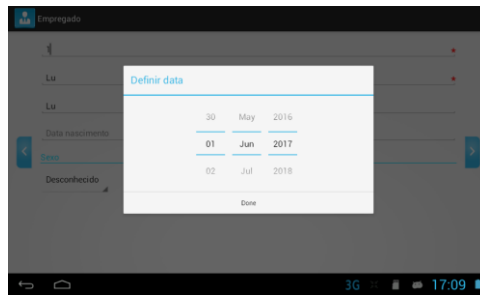 Empregado
Lu
Definir data
Lu
30 May 2016
Data nascimento
01 Jun 2017
Sexo
Desconhecido
02 Jul 2018
Done
3G 17:09